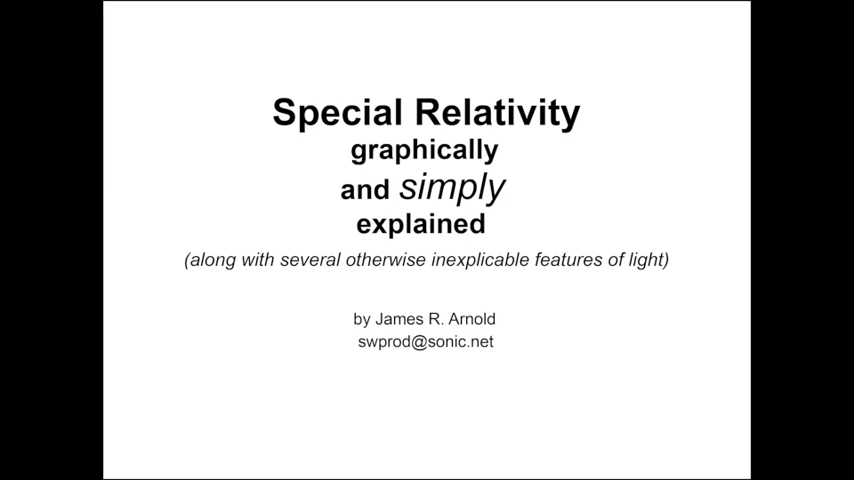 Special Relativity
graphically
and simply
explained
(along with several otherwise inexplicable features of light)
by James R. Arnold
swprod@sonic.net